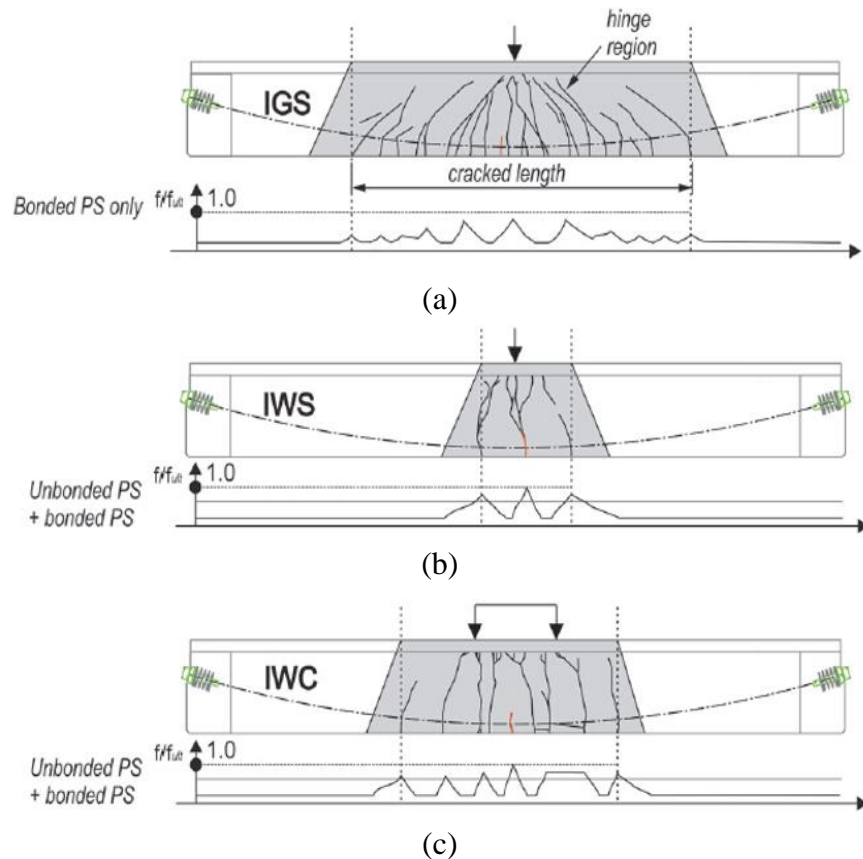 hinge
region
IGS
cracked length
Bonded PS only
f/fult
1.0
(a)
IWS
f/fult
1.0
Unbonded PS
+ bonded PS
(b)
IWC
f/fult
1.0
Unbonded PS
+ bonded PS
(c)